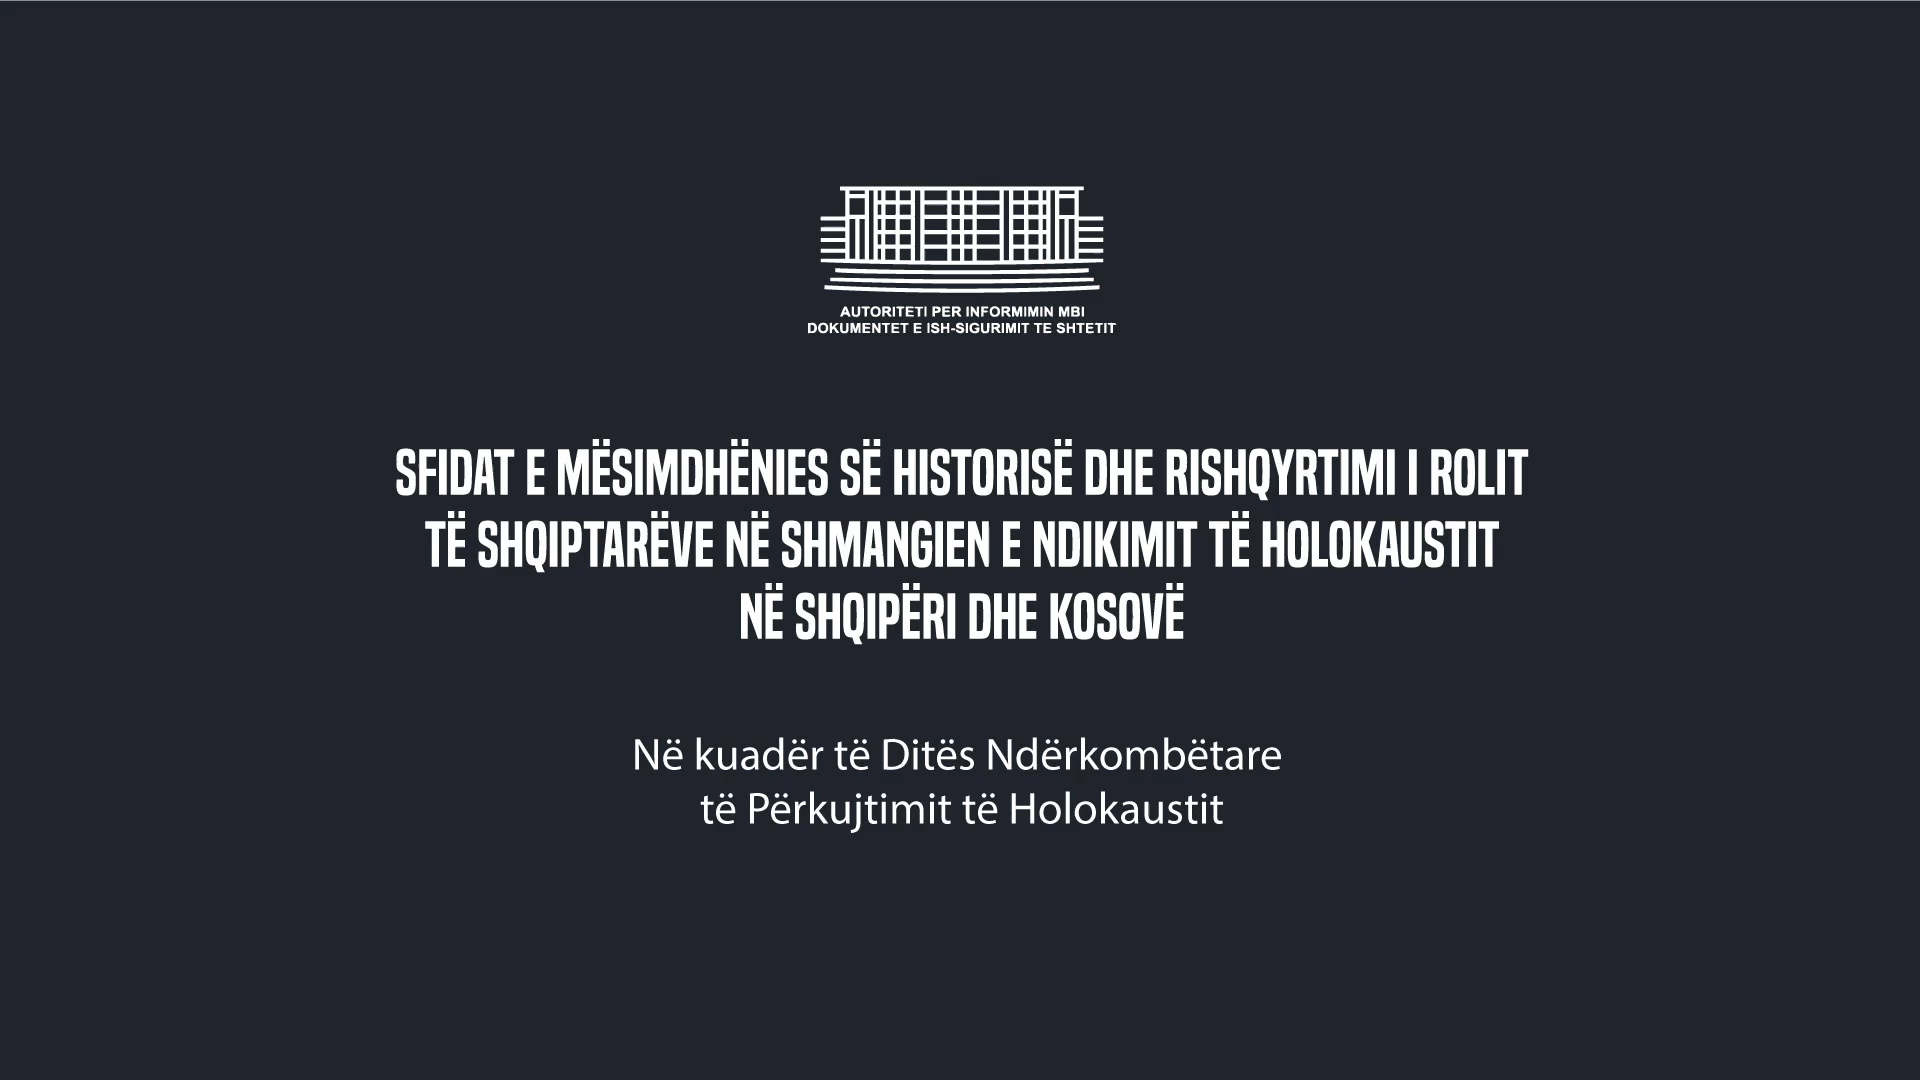 AUTORITETI PER INFORMIMIN MBI
DOKUMENTET E ISH-SIGURIMIT TE SHTETIT
SFIDAT E MËSIMDHËNIES SË HISTORISË DHE RISHQYRTIMI I ROLIT
TË SHQIPTARËVE NË SHMANGIEN E NDIKIMIT TË HOLOKAUSTIT
NË SHQIPËRI DHE KOSOVË
Në kuadër të Ditës Ndërkombëtare
të Përkujtimit të Holokaustit